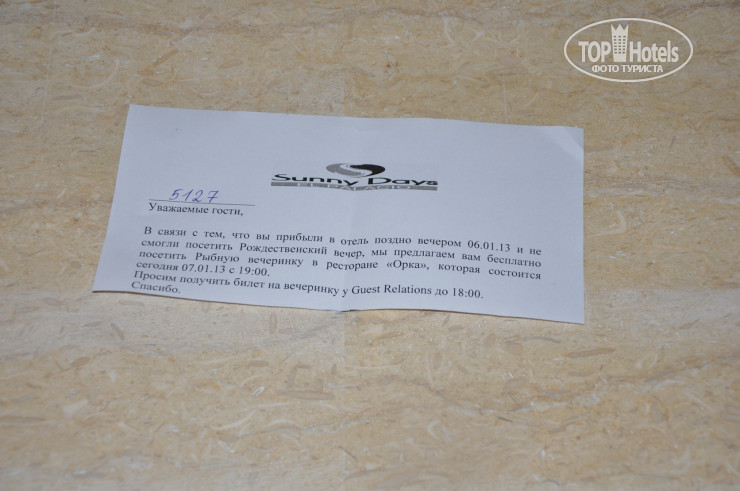 TOP Hotels
ФОТО ТУРИСТА
Sunny Days
EL PALACIO
5127
Уважаемые гости,
В связи с тем, что вы прибыли в отель поздно вечером 06.01.13 и не
смогли посетить Рождественский вечер, мы предлагаем вам бесплатно
посетить Рыбную вечеринку в ресторане «Орка», которая состоится
сегодня 07.01.13 с 19:00.
Просим получить билет на вечеринку у Guest Relations до 18:00.
Спасибо.